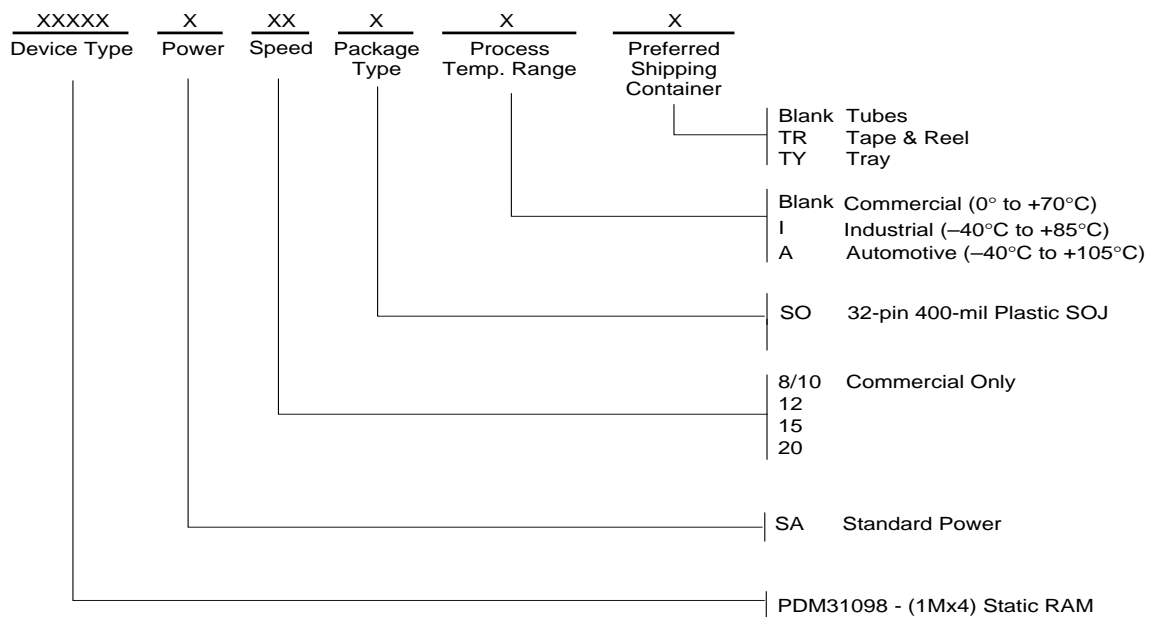 XXXXX X XX X X X
Device Type Power Speed Package Type Process Temp. Range Preferred Shipping Container
Blank Tubes
TR Tape & Reel
TY Tray
Blank Commercial (0° to +70°C)
I Industrial (–40°C to +85°C)
A Automotive (–40°C to +105°C)
SO 32-pin 400-mil Plastic SOJ
8/10 Commercial Only
12
15
20
SA Standard Power
PDM31098 - (1Mx4) Static RAM